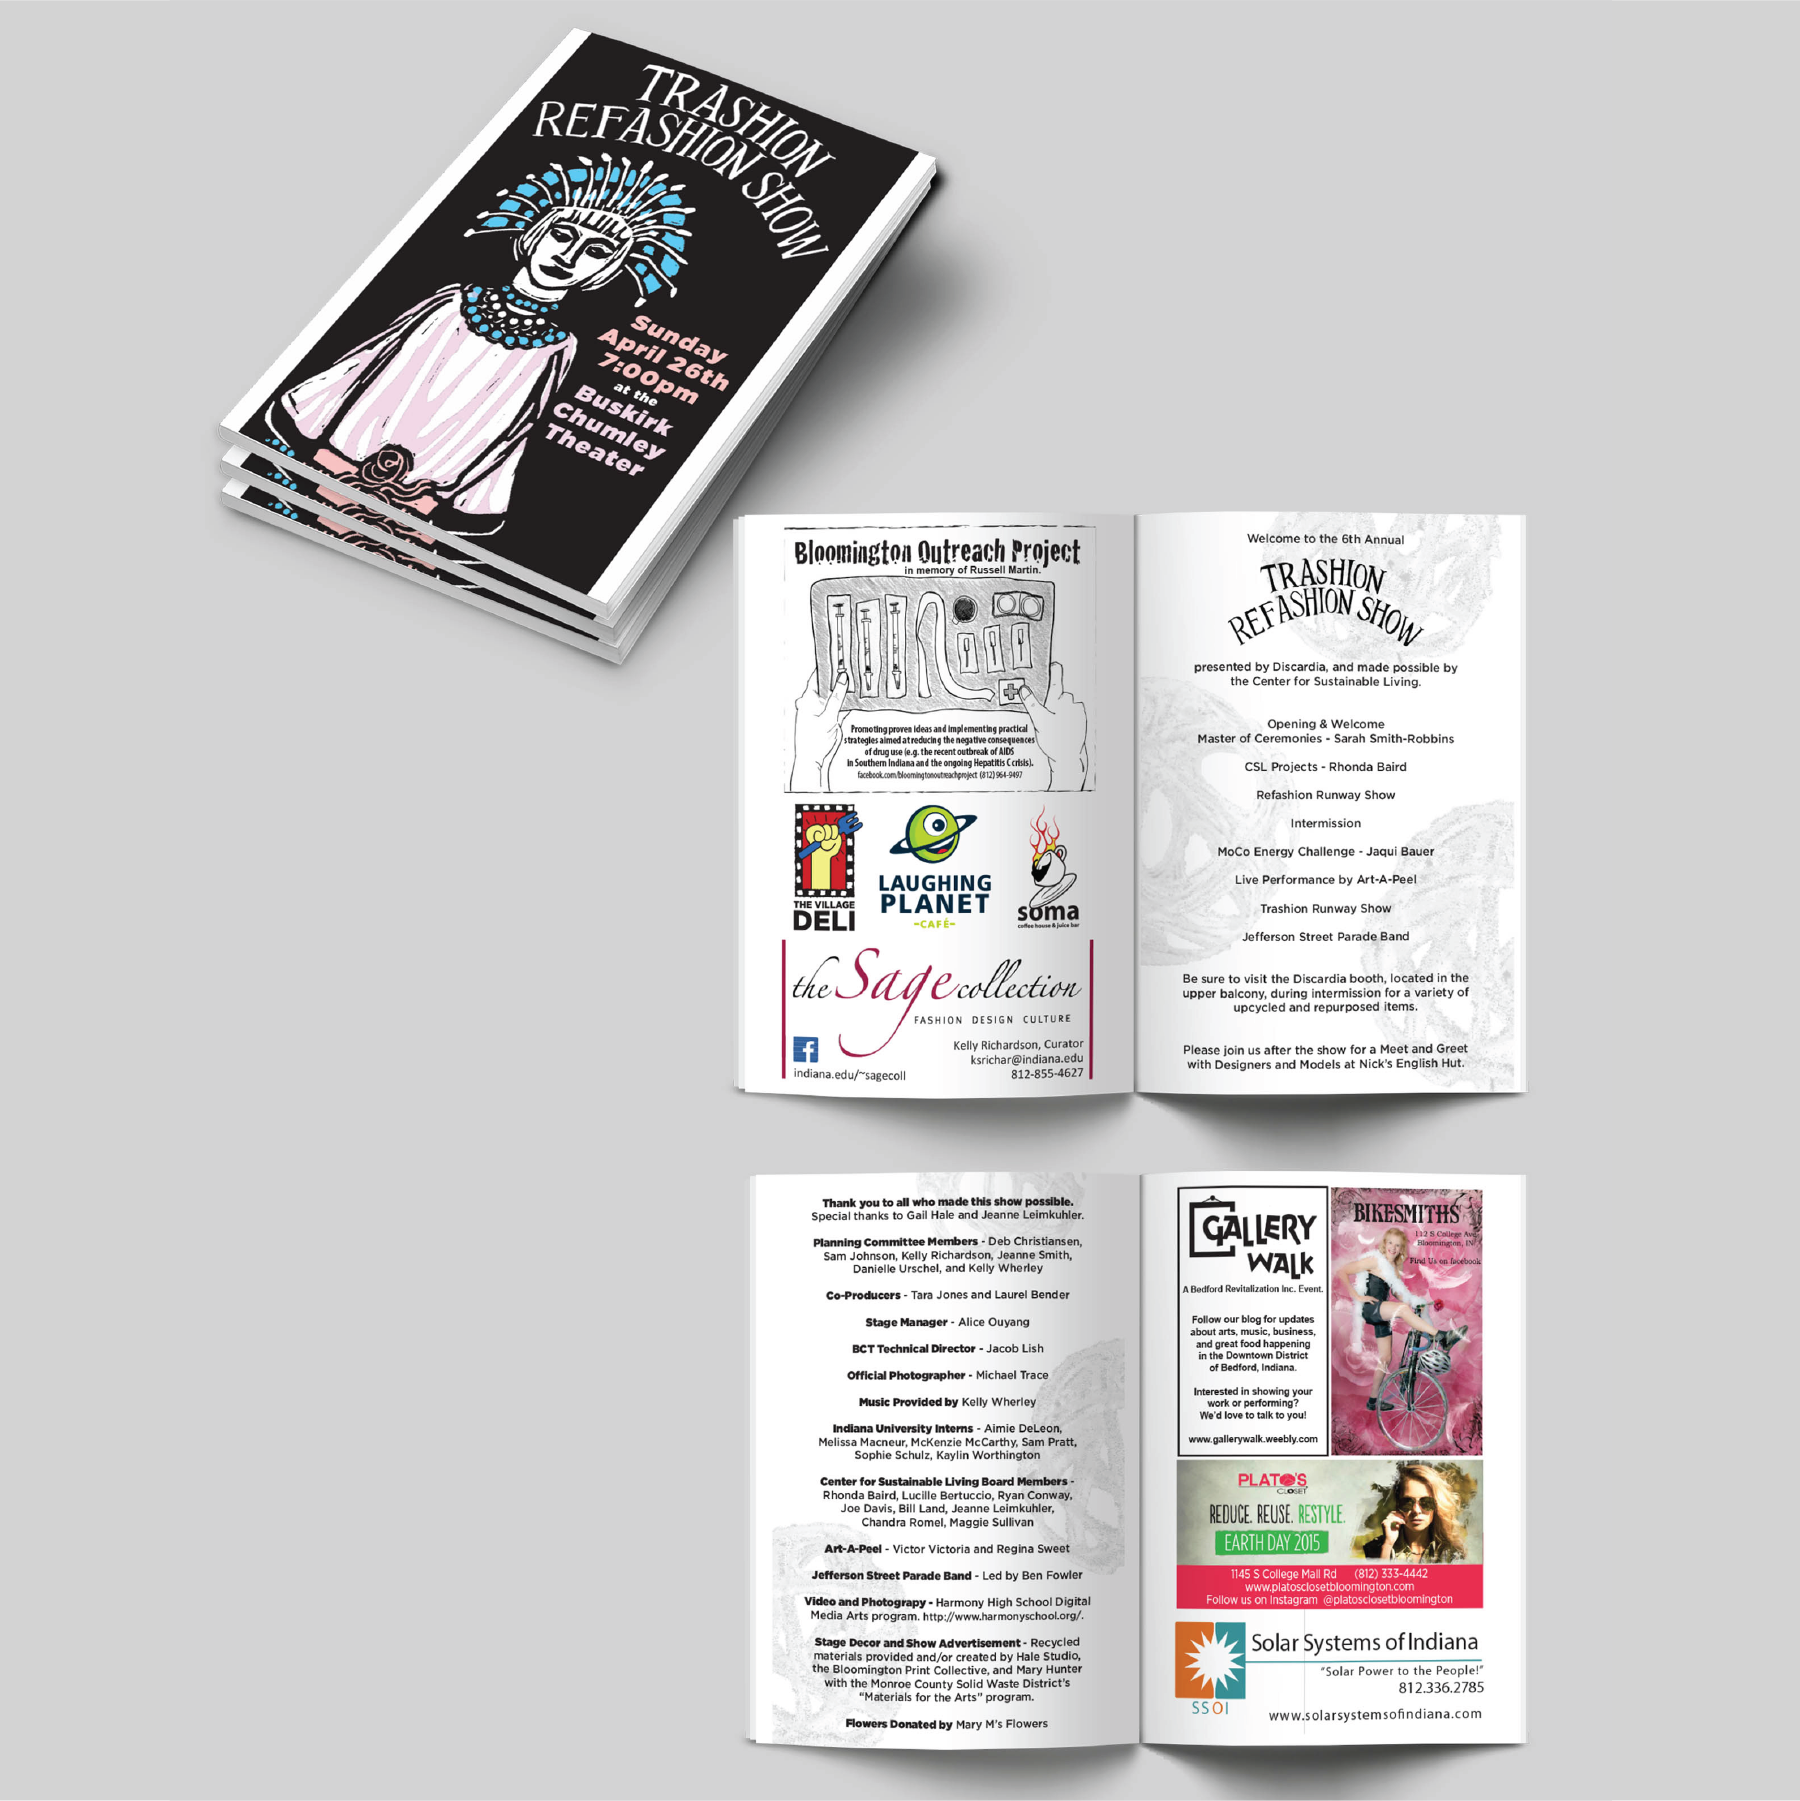 TRASHION
REFASHION SHOW
Sunday
April 26th
7:00pm
at the
Buskirk
Chumley
Theater
Bloomington Outreach Project
in memory of Russell Martin.
Promoting proven ideas and implementing practical
strategies aimed at reducing the negative consequences
of drug use (e.g. the recent outbreak of AIDS
in Southern Indiana and the ongoing Hepatitis C crisis).
facebook.com/bloomingtonoutreachproject (812) 964-9497
THE VILLAGE
DELI
LAUGHING
PLANET
-CAFÉ-
soma
coffee house & juice bar
the Sage collection
FASHION DESIGN CULTURE
Kelly Richardson, Curator
ksrichar@indiana.edu
812-855-4627
f
indiana.edu/~sagecoll
Welcome to the 6th Annual
TRASHION
REFASHION SHOW
presented by Discardia, and made possible by
the Center for Sustainable Living.
Opening & Welcome
Master of Ceremonies - Sarah Smith-Robbins
CSL Projects - Rhonda Baird
Refashion Runway Show
Intermission
MoCo Energy Challenge - Jaqui Bauer
Live Performance by Art-A-Peel
Trashion Runway Show
Jefferson Street Parade Band
Be sure to visit the Discardia booth, located in the
upper balcony, during intermission for a variety of
upcycled and repurposed items.
Please join us after the show for a Meet and Greet
with Designers and Models at Nick's English Hut.
Thank you to all who made this show possible.
Special thanks to Gail Hale and Jeanne Leimkuhler.
Planning Committee Members - Deb Christiansen,
Sam Johnson, Kelly Richardson, Jeanne Smith,
Danielle Urschel, and Kelly Wherley
Co-Producers - Tara Jones and Laurel Bender
Stage Manager - Alice Ouyang
BCT Technical Director - Jacob Lish
Official Photographer - Michael Trace
Music Provided by Kelly Wherley
Indiana University Interns - Aimie DeLeon,
Melissa Macneur, McKenzie McCarthy, Sam Pratt,
Sophie Schulz, Kaylin Worthington
Center for Sustainable Living Board Members -
Rhonda Baird, Lucille Bertuccio, Ryan Conway,
Joe Davis, Bill Land, Jeanne Leimkuhler,
Chandra Romel, Maggie Sullivan
Art-A-Peel - Victor Victoria and Regina Sweet
Jefferson Street Parade Band - Led by Ben Fowler
Video and Photograpy - Harmony High School Digital
Media Arts program. http://www.harmonyschool.org/.
Stage Decor and Show Advertisement - Recycled
materials provided and/or created by Hale Studio,
the Bloomington Print Collective, and Mary Hunter
with the Monroe County Solid Waste District's
"Materials for the Arts" program.
Flowers Donated by Mary M's Flowers
GALLERY
WALK
A Bedford Revitalization Inc. Event.
Follow our blog for updates
about arts, music, business,
and great food happening
in the Downtown District
of Bedford, Indiana.
Interested in showing your
work or performing?
We'd love to talk to you!
www.gallerywalk.weebly.com
BIKESMITHS
112 S College Ave
Bloomington, IN
Find Us on facebook
PLATO'S
CLOSET
REDUCE. REUSE. RESTYLE.
EARTH DAY 2015
1145 S College Mall Rd (812) 333-4442
www.platosclosetbloomington.com
Follow us on Instagram @platosclosetbloomington
SSOI
Solar Systems of Indiana
"Solar Power to the People!"
812.336.2785
www.solarsystemsofindiana.com